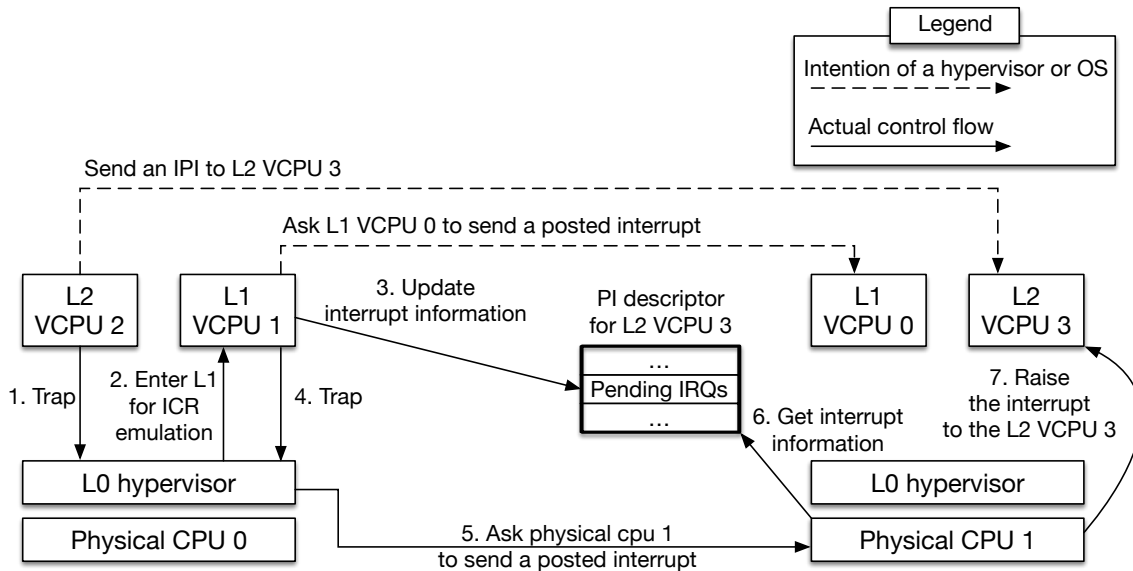 Legend
Intention of a hypervisor or OS
Actual control flow
Send an IPI to L2 VCPU 3
Ask L1 VCPU 0 to send a posted interrupt
L2
VCPU 2
L1
VCPU 1
3. Update
interrupt information
PI descriptor
for L2 VCPU 3
...
Pending IRQs
...
L1
VCPU 0
L2
VCPU 3
1. Trap
2. Enter L1
for ICR
emulation
4. Trap
6. Get interrupt
information
7. Raise
the interrupt
to the L2 VCPU 3
L0 hypervisor
Physical CPU 0
5. Ask physical cpu 1
to send a posted interrupt
L0 hypervisor
Physical CPU 1